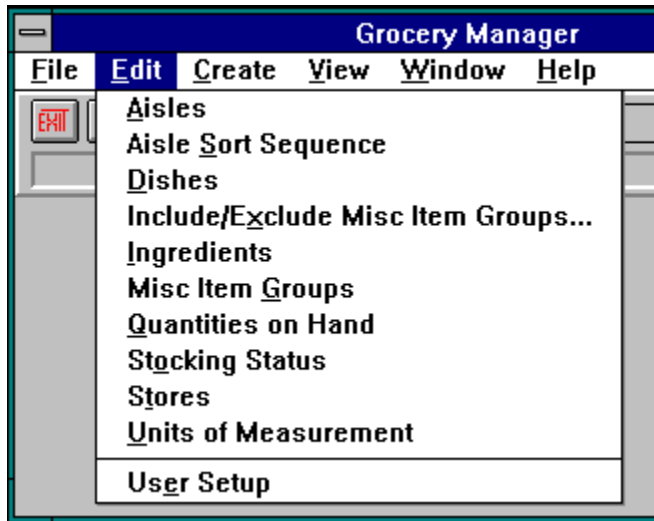 Grocery Manager
File Edit Create View Window Help
EXIT
Aisles
Aisle Sort Sequence
Dishes
Include/Exclude Misc Item Groups...
Ingredients
Misc Item Groups
Quantities on Hand
Stocking Status
Stores
Units of Measurement
User Setup